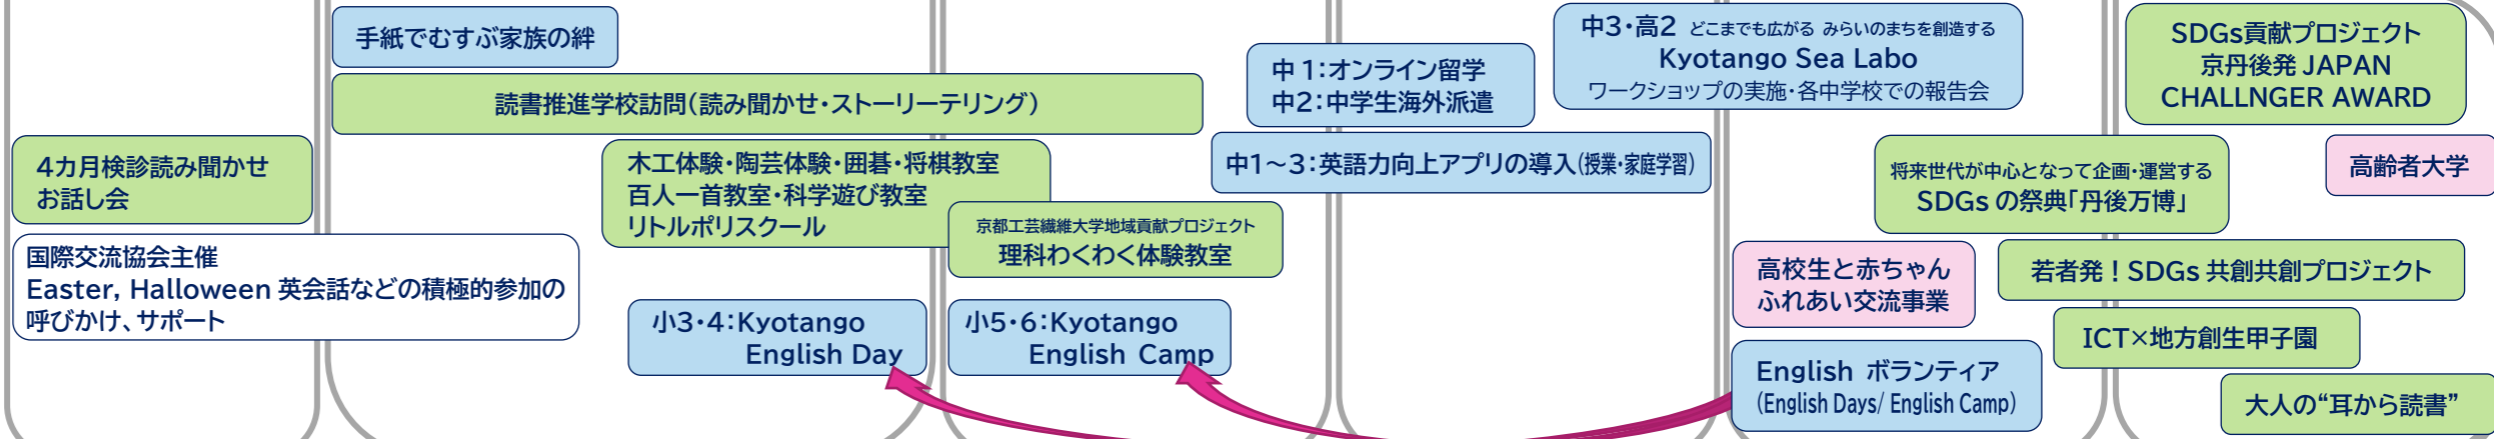 手紙でむすぶ家族の絆
読書推進学校訪問(読み聞かせ・ストーリーテリング)
4カ月検診読み聞かせ
お話し会
国際交流協会主催
Easter, Halloween 英会話などの積極的参加の
呼びかけ、サポート
木工体験・陶芸体験・囲碁・将棋教室
百人一首教室・科学遊び教室
リトルポリスクール
京都工芸繊維大学地域貢献プロジェクト
理科わくわく体験教室
小3・4:Kyotango
English Day
小5・6:Kyotango
English Camp
中1:オンライン留学
中2:中学生海外派遣
中1~3:英語力向上アプリの導入(授業・家庭学習)
中3・高2 どこまでも広がる みらいのまちを創造する
Kyotango Sea Labo
ワークショップの実施・各中学校での報告会
SDGs貢献プロジェクト
京丹後発 JAPAN
CHALLNGER AWARD
高齢者大学
将来世代が中心となって企画・運営する
SDGs の祭典「丹後万博」
高校生と赤ちゃん
ふれあい交流事業
若者発!SDGs 共創共創プロジェクト
ICT×地方創生甲子園
English ボランティア
(English Days/ English Camp)
大人の“耳から読書”